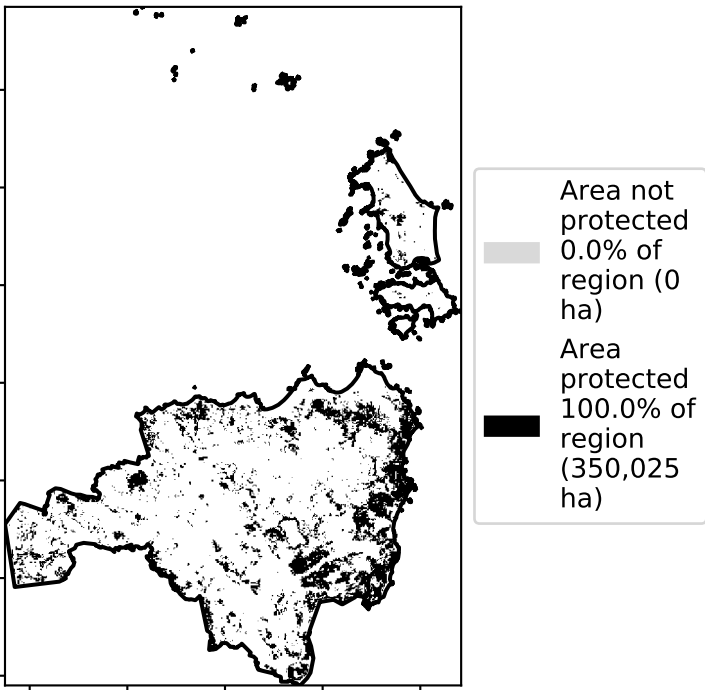 Area not
protected
0.0% of
region (0
ha)
Area
protected
100.0% of
region
(350,025
ha)